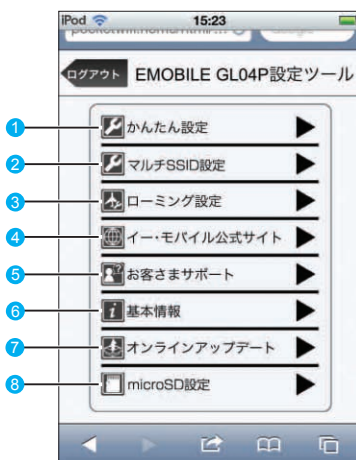 iPod 15:23
ログアウト EMOBILE GL04P設定ツール
1 かんたん設定
2 マルチSSID設定
3 ローミング設定
4 イー・モバイル公式サイト
5 お客さまサポート
6 基本情報
7 オンラインアップデート
8 microSD設定